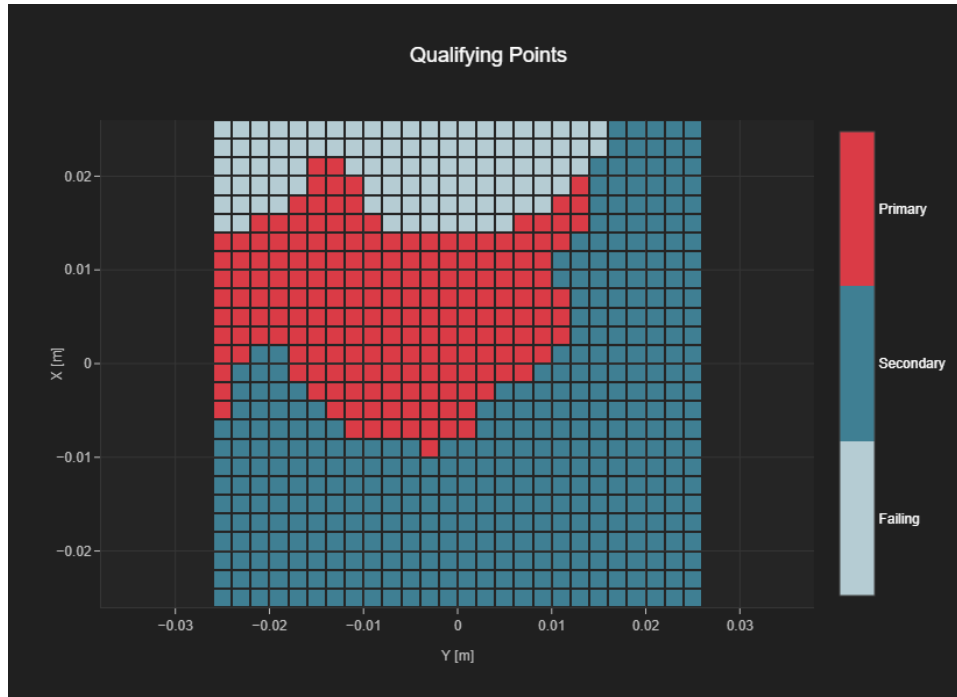 Qualifying Points
0.02
0.01
0
−0.01
−0.02
X [m]
−0.03
−0.02
−0.01
0
0.01
0.02
0.03
Y [m]
Primary
Secondary
Failing